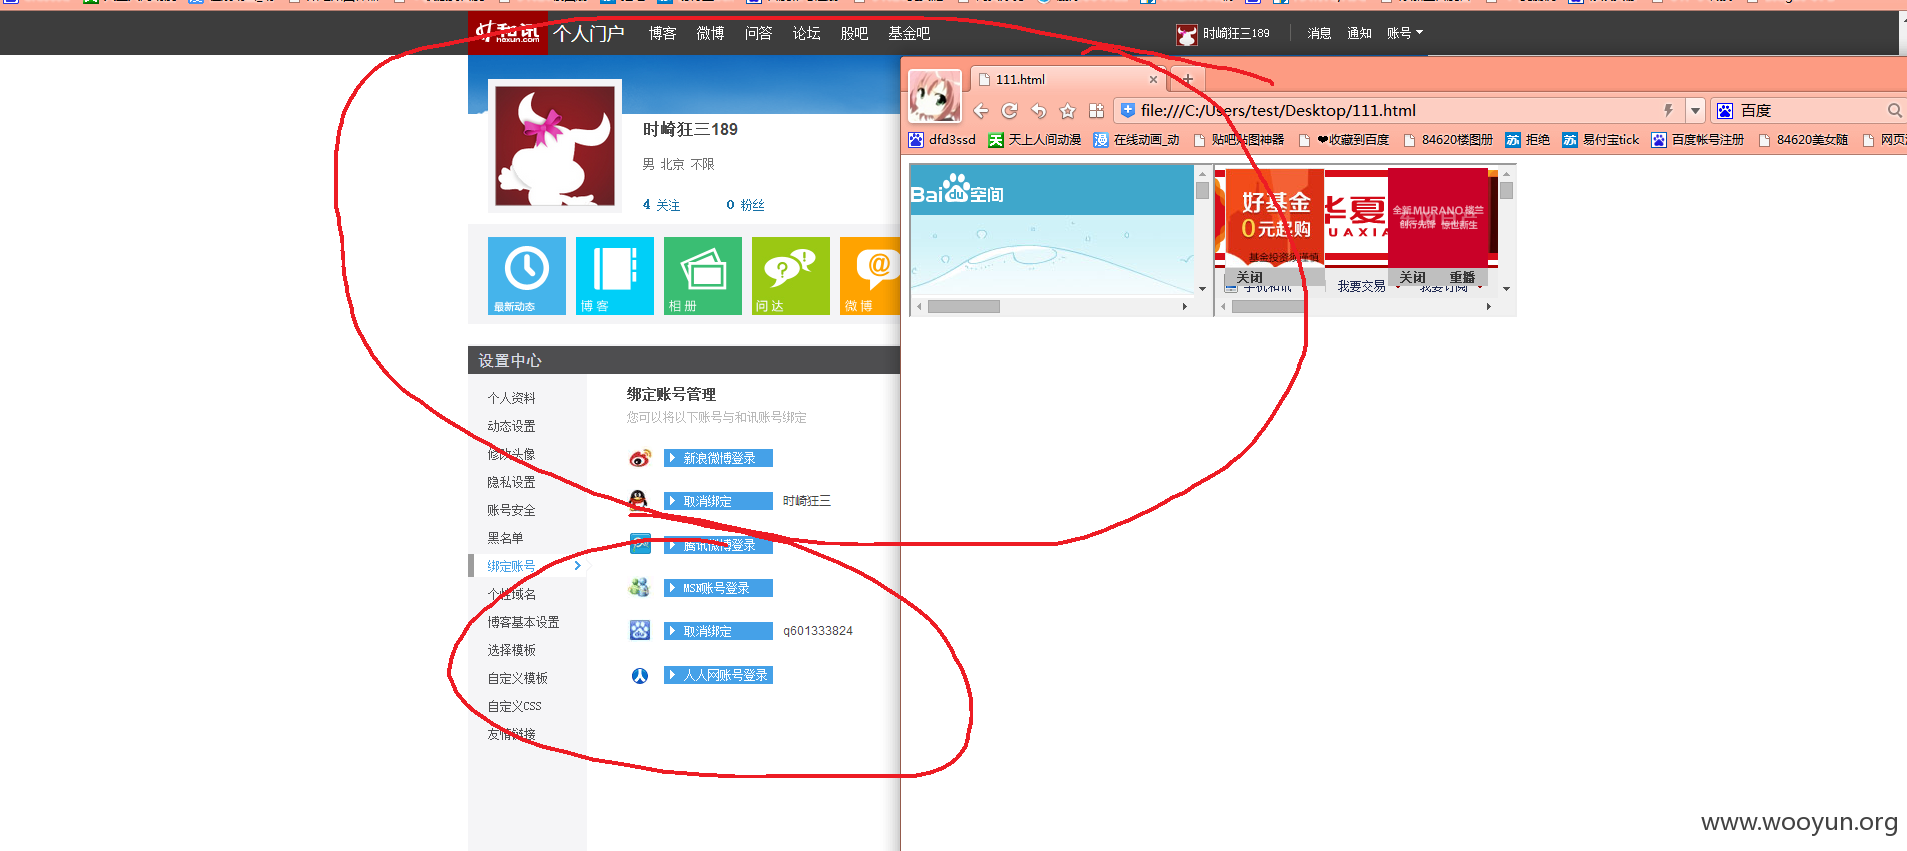 和讯 hexun.com 个人门户 博客 微博 问答 论坛 股吧 基金吧 时崎狂三189 消息 通知 账号
时崎狂三189
男 北京 不限
4 关注 0 粉丝
最新动态 博客 相册 问达 微博
设置中心
个人资料
动态设置
修改头像
隐私设置
账号安全
黑名单
绑定账号
个性域名
博客基本设置
选择模板
自定义模板
自定义CSS
友情链接
绑定账号管理
您可以将以下账号与和讯账号绑定
新浪微博登录
取消绑定 时崎狂三
腾讯微博登录
MSN账号登录
取消绑定 q601333824
人人网账号登录
111.html
file:///C:/Users/test/Desktop/111.html 百度
dfd3ssd 天上人间动漫 在线动画_动 贴吧贴图神器 ❤收藏到百度 84620楼图册 拒绝 易付宝tick 百度帐号注册 84620美女随 网页
Bai du 空间
好基金
0元起购
基金投资须谨慎
关闭
华夏
HUAXIA
全新MURANO楼兰
创行先锋 惊世新生
关闭 重播
手机和讯 我要交易 我要订阅
www.wooyun.org